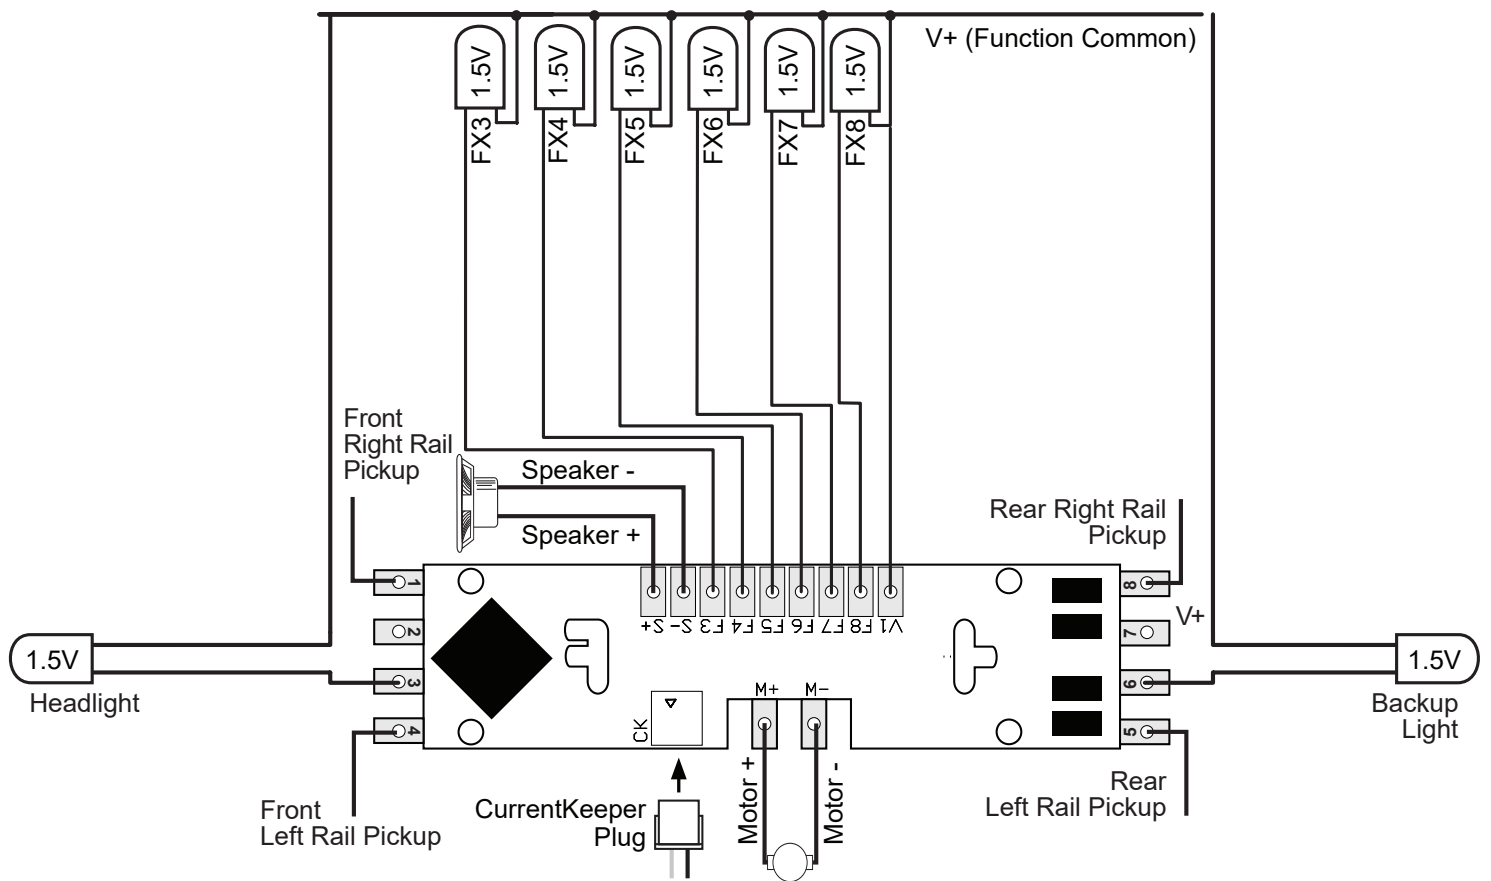 V+ (Function Common)
1.5V
1.5V
1.5V
1.5V
1.5V
1.5V
FX3
FX4
FX5
FX6
FX7
FX8
Front
Right Rail
Pickup
Speaker -
Speaker +
Rear Right Rail
Pickup
1
2
3
4
S+
S-
F3
F4
F5
F6
F7
F8
V1
8
7
6
5
V+
1.5V
Headlight
1.5V
Backup
Light
CK
M+
M-
Motor +
Motor -
Front
Left Rail Pickup
CurrentKeeper
Plug
Rear
Left Rail Pickup